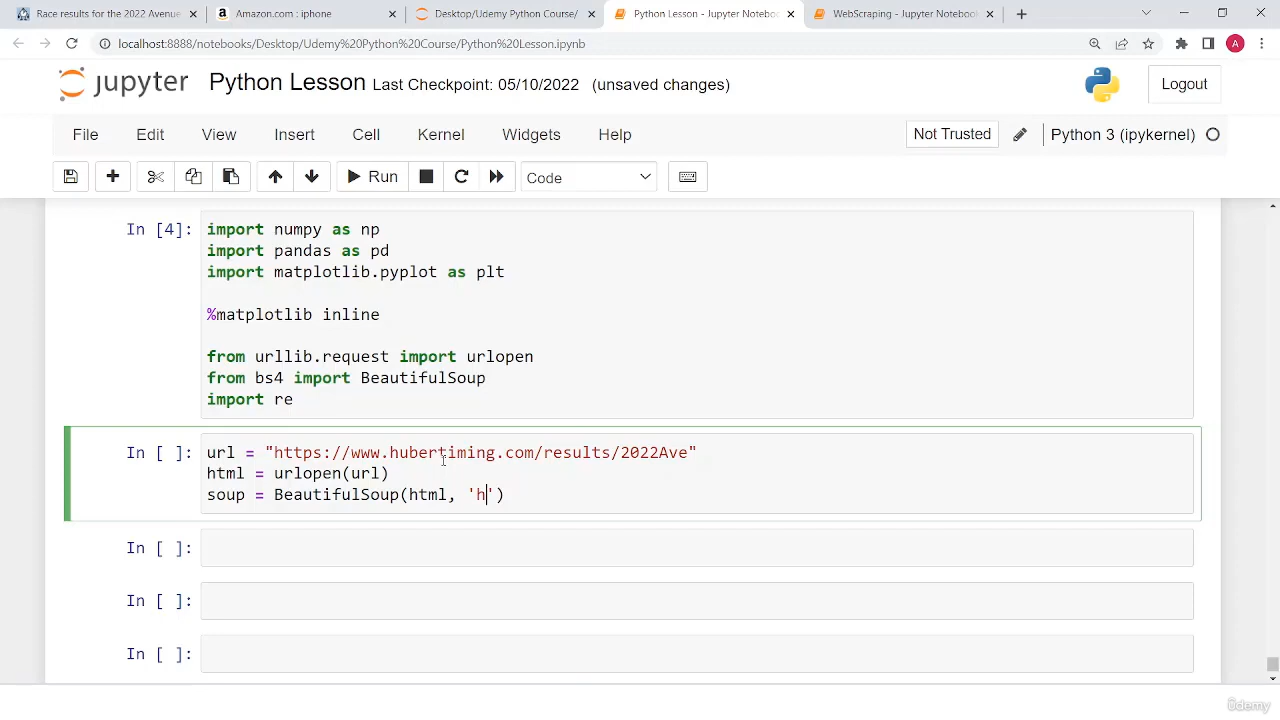 Race results for the 2022 Avenue
Amazon.com : iphone
Desktop/Udemy Python Course/
Python Lesson - Jupyter Notebook
WebScraping - Jupyter Notebook
localhost:8888/notebooks/Desktop/Udemy%20Python%20Course/Python%20Lesson.ipynb
A
jupyter Python Lesson Last Checkpoint: 05/10/2022 (unsaved changes)
Logout
File Edit View Insert Cell Kernel Widgets Help
Not Trusted
Python 3 (ipykernel)
Run
Code
In [4]:
import numpy as np
import pandas as pd
import matplotlib.pyplot as plt
%matplotlib inline
from urllib.request import urlopen
from bs4 import BeautifulSoup
import re
In [ ]:
url = "https://www.hubertiming.com/results/2022Ave"
html = urlopen(url)
soup = BeautifulSoup(html, 'h')
In [ ]:
In [ ]:
In [ ]:
ûdemy